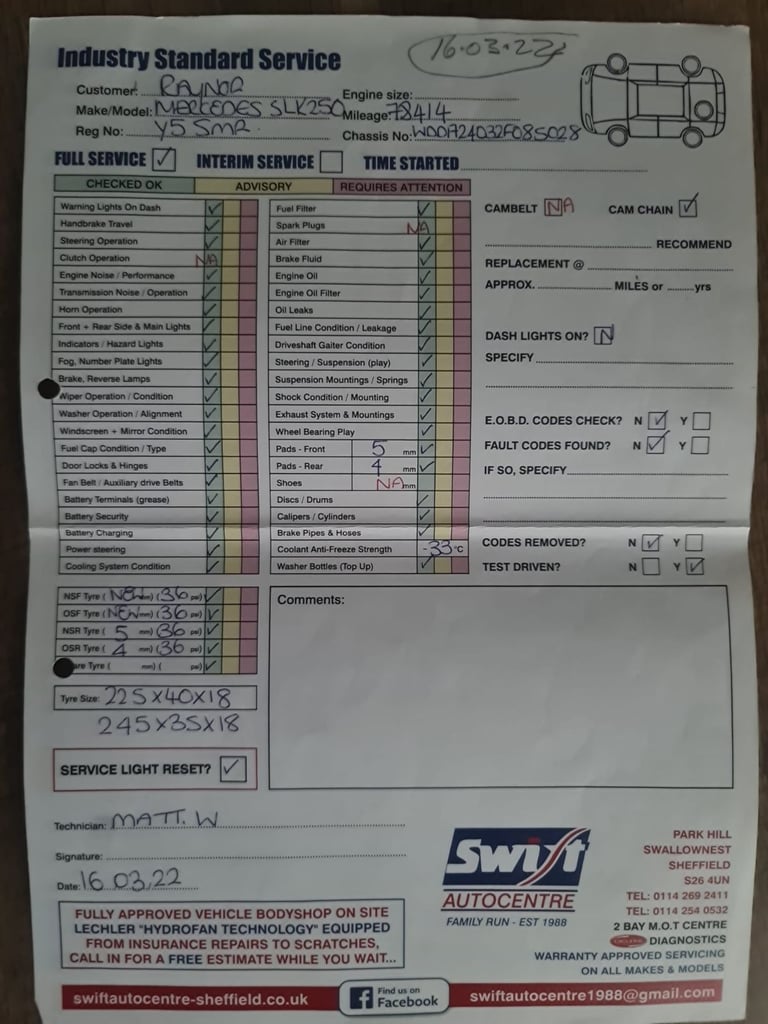 Industry Standard Service
16.03.22
Customer: RAYNOR
Engine size:
Make/Model: MERCEDES SLK250
Mileage: 78414
Reg No: Y5 SMR
Chassis No: WDDA24032F085028
FULL SERVICE ✓ INTERIM SERVICE TIME STARTED
CHECKED OK ADVISORY REQUIRES ATTENTION
Warning Lights On Dash ✓
Handbrake Travel ✓
Steering Operation ✓
Clutch Operation NA
Engine Noise / Performance ✓
Transmission Noise / Operation ✓
Horn Operation ✓
Front + Rear Side & Main Lights ✓
Indicators / Hazard Lights ✓
Fog, Number Plate Lights ✓
Brake, Reverse Lamps ✓
Wiper Operation / Condition ✓
Washer Operation / Alignment ✓
Windscreen + Mirror Condition ✓
Fuel Cap Condition / Type ✓
Door Locks & Hinges ✓
Fan Belt / Auxiliary drive Belts ✓
Battery Terminals (grease) ✓
Battery Security ✓
Battery Charging ✓
Power steering ✓
Cooling System Condition ✓
Fuel Filter ✓
Spark Plugs NA
Air Filter ✓
Brake Fluid ✓
Engine Oil ✓
Engine Oil Filter ✓
Oil Leaks ✓
Fuel Line Condition / Leakage ✓
Driveshaft Gaiter Condition ✓
Steering / Suspension (play) ✓
Suspension Mountings / Springs ✓
Shock Condition / Mounting ✓
Exhaust System & Mountings ✓
Wheel Bearing Play ✓
Pads - Front 5 mm ✓
Pads - Rear 4 mm ✓
Shoes NA mm
Discs / Drums ✓
Calipers / Cylinders ✓
Brake Pipes & Hoses ✓
Coolant Anti-Freeze Strength -33 °C
Washer Bottles (Top Up) ✓
CAMBELT NA CAM CHAIN ✓
RECOMMEND
REPLACEMENT @
APPROX. MILES or yrs
DASH LIGHTS ON? N
SPECIFY
E.O.B.D. CODES CHECK? N ✓ Y
FAULT CODES FOUND? N ✓ Y
IF SO, SPECIFY
CODES REMOVED? N ✓ Y
TEST DRIVEN? N Y ✓
NSF Tyre ( NEW mm) (36 psi) ✓
OSF Tyre ( NEW mm) (36 psi) ✓
NSR Tyre ( 5 mm) (36 psi) ✓
OSR Tyre ( 4 mm) (36 psi) ✓
are Tyre ( mm) ( psi) ✓
Tyre Size: 225X40X18
245X35X18
SERVICE LIGHT RESET? ✓
Comments:
Technician: MATT. W
Signature:
Date: 16.03.22
FULLY APPROVED VEHICLE BODYSHOP ON SITE
LECHLER "HYDROFAN TECHNOLOGY" EQUIPPED
FROM INSURANCE REPAIRS TO SCRATCHES,
CALL IN FOR A FREE ESTIMATE WHILE YOU WAIT...
Swift
AUTOCENTRE
FAMILY RUN - EST 1988
PARK HILL
SWALLOWNEST
SHEFFIELD
S26 4UN
TEL: 0114 269 2411
TEL: 0114 254 0532
2 BAY M.O.T CENTRE
DIAGNOSTICS
WARRANTY APPROVED SERVICING
ON ALL MAKES & MODELS
swiftautocentre-sheffield.co.uk
f Find us on
Facebook
swiftautocentre1988@gmail.com